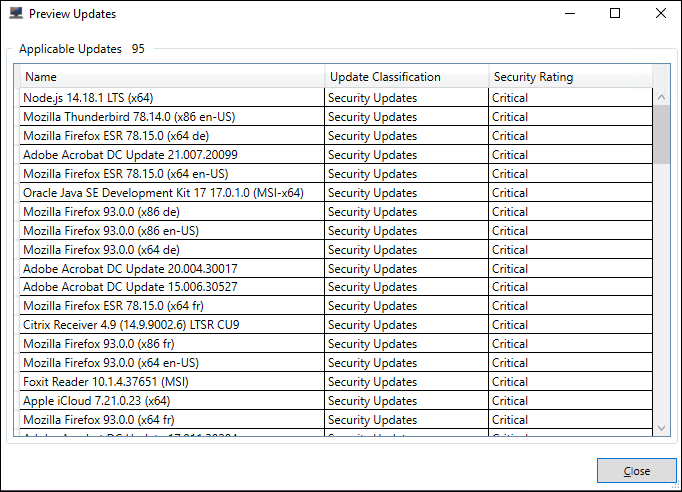 Preview Updates
Applicable Updates 95
Name Update Classification Security Rating
Node.js 14.18.1 LTS (x64) Security Updates Critical
Mozilla Thunderbird 78.14.0 (x86 en-US) Security Updates Critical
Mozilla Firefox ESR 78.15.0 (x64 de) Security Updates Critical
Adobe Acrobat DC Update 21.007.20099 Security Updates Critical
Mozilla Firefox ESR 78.15.0 (x64 en-US) Security Updates Critical
Oracle Java SE Development Kit 17 17.0.1.0 (MSI-x64) Security Updates Critical
Mozilla Firefox 93.0.0 (x86 de) Security Updates Critical
Mozilla Firefox 93.0.0 (x86 en-US) Security Updates Critical
Mozilla Firefox 93.0.0 (x64 de) Security Updates Critical
Adobe Acrobat DC Update 20.004.30017 Security Updates Critical
Adobe Acrobat DC Update 15.006.30527 Security Updates Critical
Mozilla Firefox ESR 78.15.0 (x64 fr) Security Updates Critical
Citrix Receiver 4.9 (14.9.9002.6) LTSR CU9 Security Updates Critical
Mozilla Firefox 93.0.0 (x86 fr) Security Updates Critical
Mozilla Firefox 93.0.0 (x64 en-US) Security Updates Critical
Foxit Reader 10.1.4.37651 (MSI) Security Updates Critical
Apple iCloud 7.21.0.23 (x64) Security Updates Critical
Mozilla Firefox 93.0.0 (x64 fr) Security Updates Critical
Close